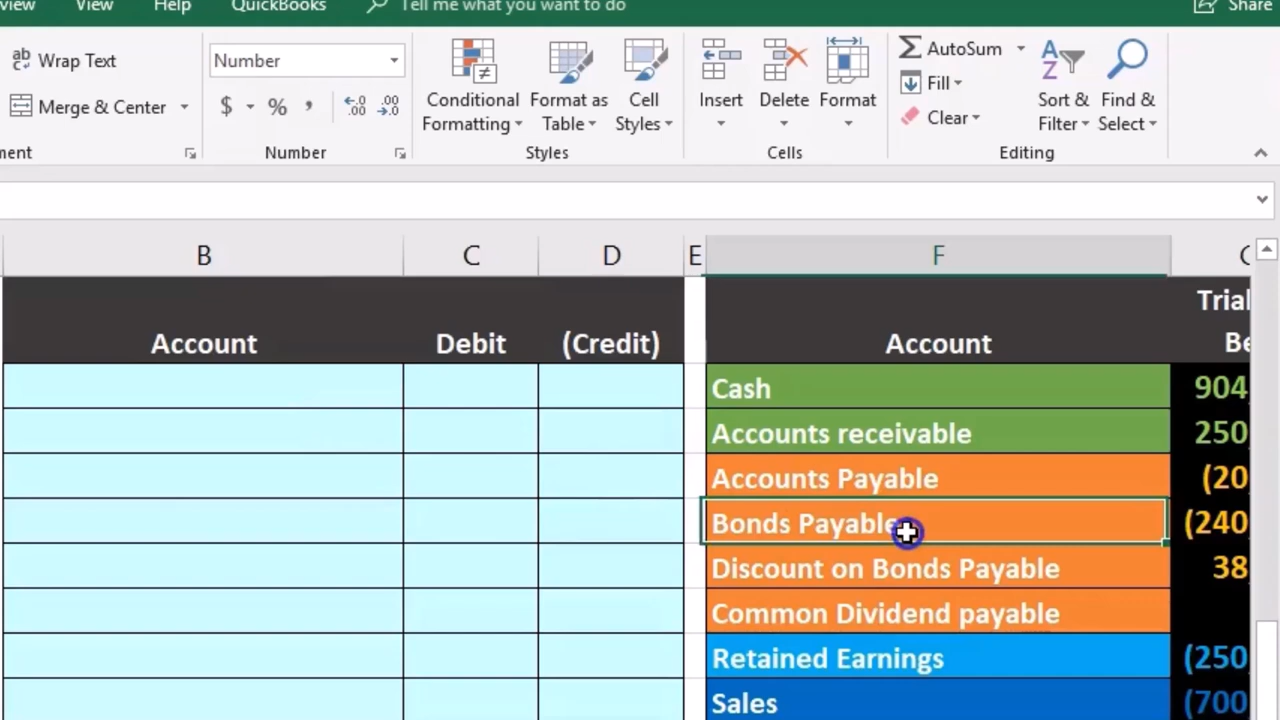 view View Help QuickBooks Tell me what you want to do Share
Wrap Text
Merge & Center
ment
Number
$ % ,
Number
Conditional Formatting
Format as Table
Cell Styles
Styles
Insert
Delete
Format
Cells
AutoSum
Fill
Clear
Sort & Filter
Find & Select
Editing
B C D E F
Account Debit (Credit) Account Trial
Be
Cash 904,
Accounts receivable 250
Accounts Payable (20
Bonds Payable (240
Discount on Bonds Payable 38
Common Dividend payable
Retained Earnings (250
Sales (700